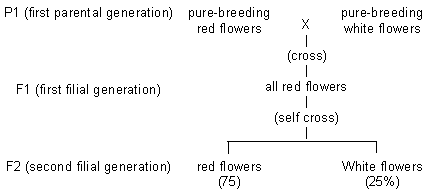 P1 (first parental generation) pure-breeding red flowers X pure-breeding white flowers
(cross)
F1 (first filial generation) all red flowers
(self cross)
F2 (second filial generation) red flowers White flowers
(75) (25%)